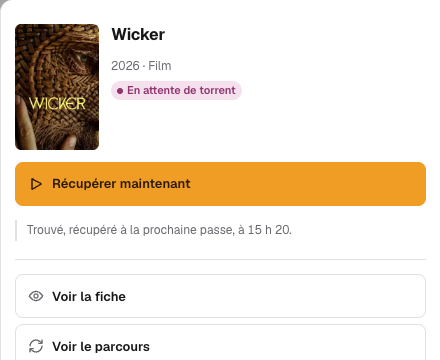 Wicker
2026 · Film
WICKER
En attente de torrent
Récupérer maintenant
Trouvé, récupéré à la prochaine passe, à 15 h 20.
Voir la fiche
Voir le parcours